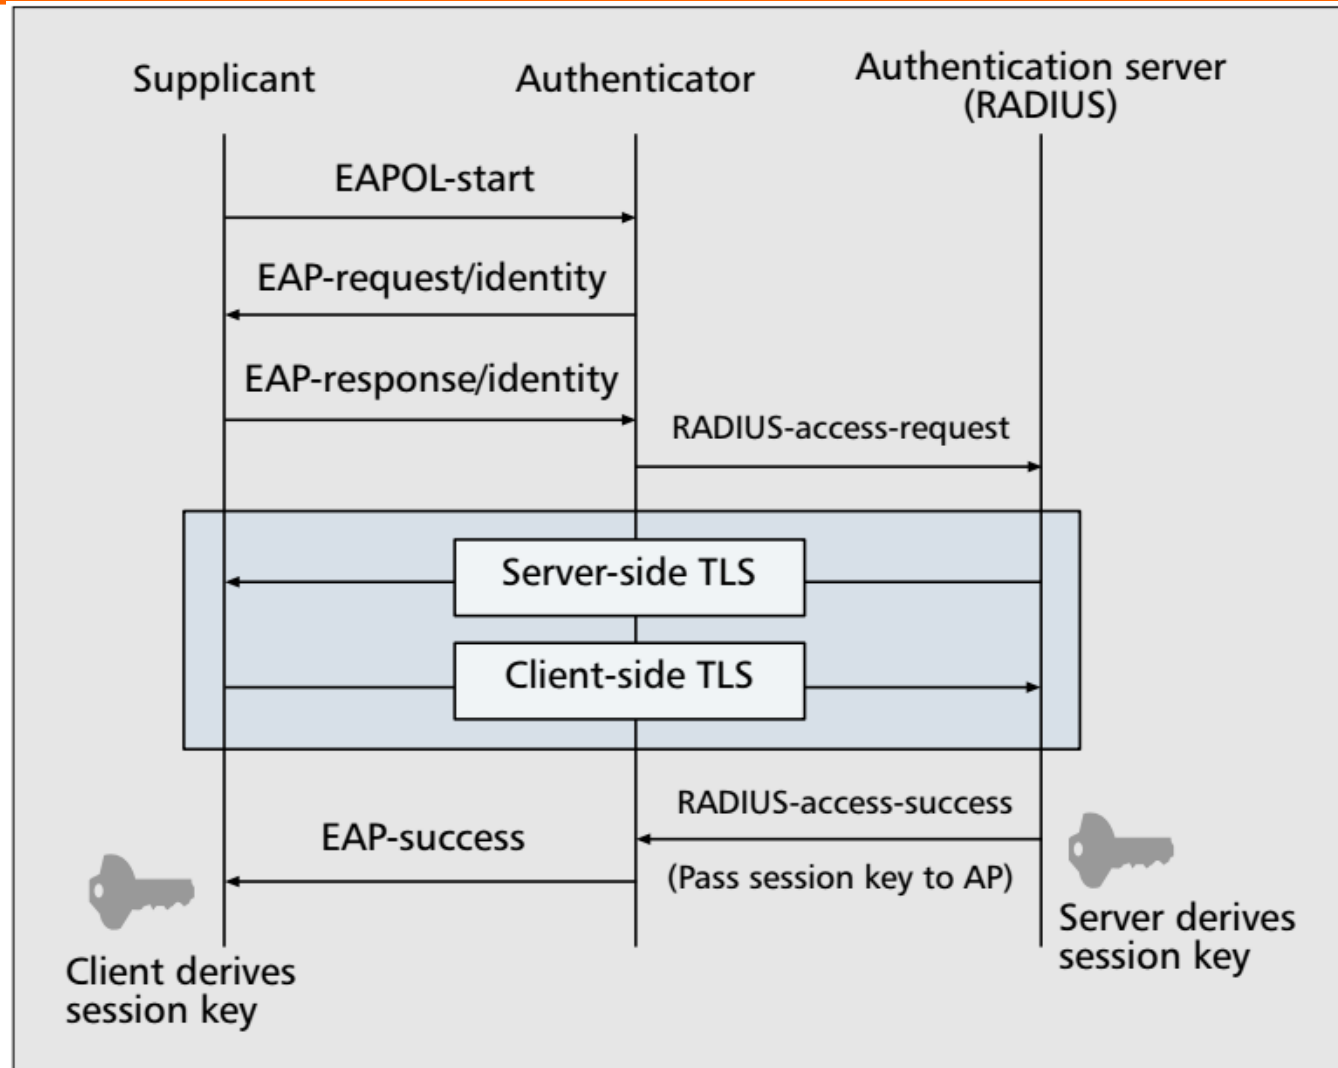 Supplicant
Authenticator
Authentication server
(RADIUS)
EAPOL-start
EAP-request/identity
EAP-response/identity
RADIUS-access-request
Server-side TLS
Client-side TLS
RADIUS-access-success
EAP-success
(Pass session key to AP)
Server derives
session key
Client derives
session key